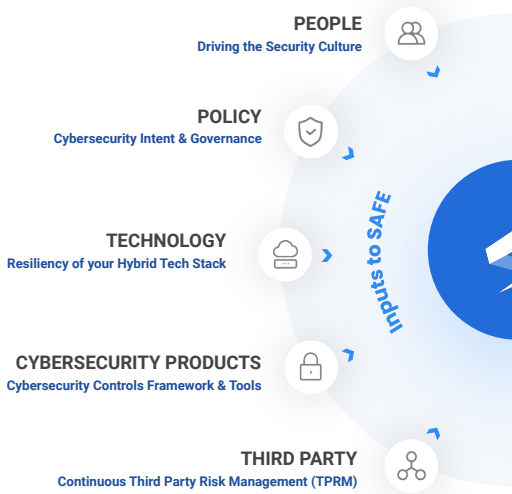 PEOPLE
Driving the Security Culture
POLICY
Cybersecurity Intent & Governance
TECHNOLOGY
Resiliency of your Hybrid Tech Stack
Inputs to SAFE
CYBERSECURITY PRODUCTS
Cybersecurity Controls Framework & Tools
THIRD PARTY
Continuous Third Party Risk Management (TPRM)